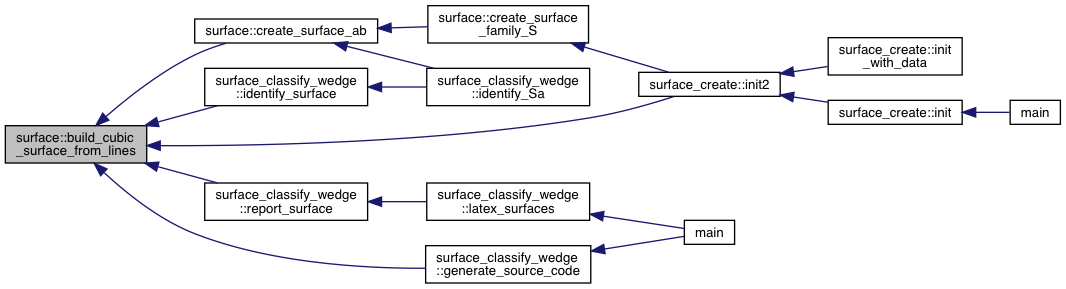 surface::build_cubic
_surface_from_lines
surface::create_surface_ab
surface::create_surface
_family_S
surface_classify_wedge
::identify_surface
surface_classify_wedge
::identify_Sa
surface_create::init2
surface_create::init
_with_data
surface_create::init
main
surface_classify_wedge
::report_surface
surface_classify_wedge
::latex_surfaces
main
surface_classify_wedge
::generate_source_code